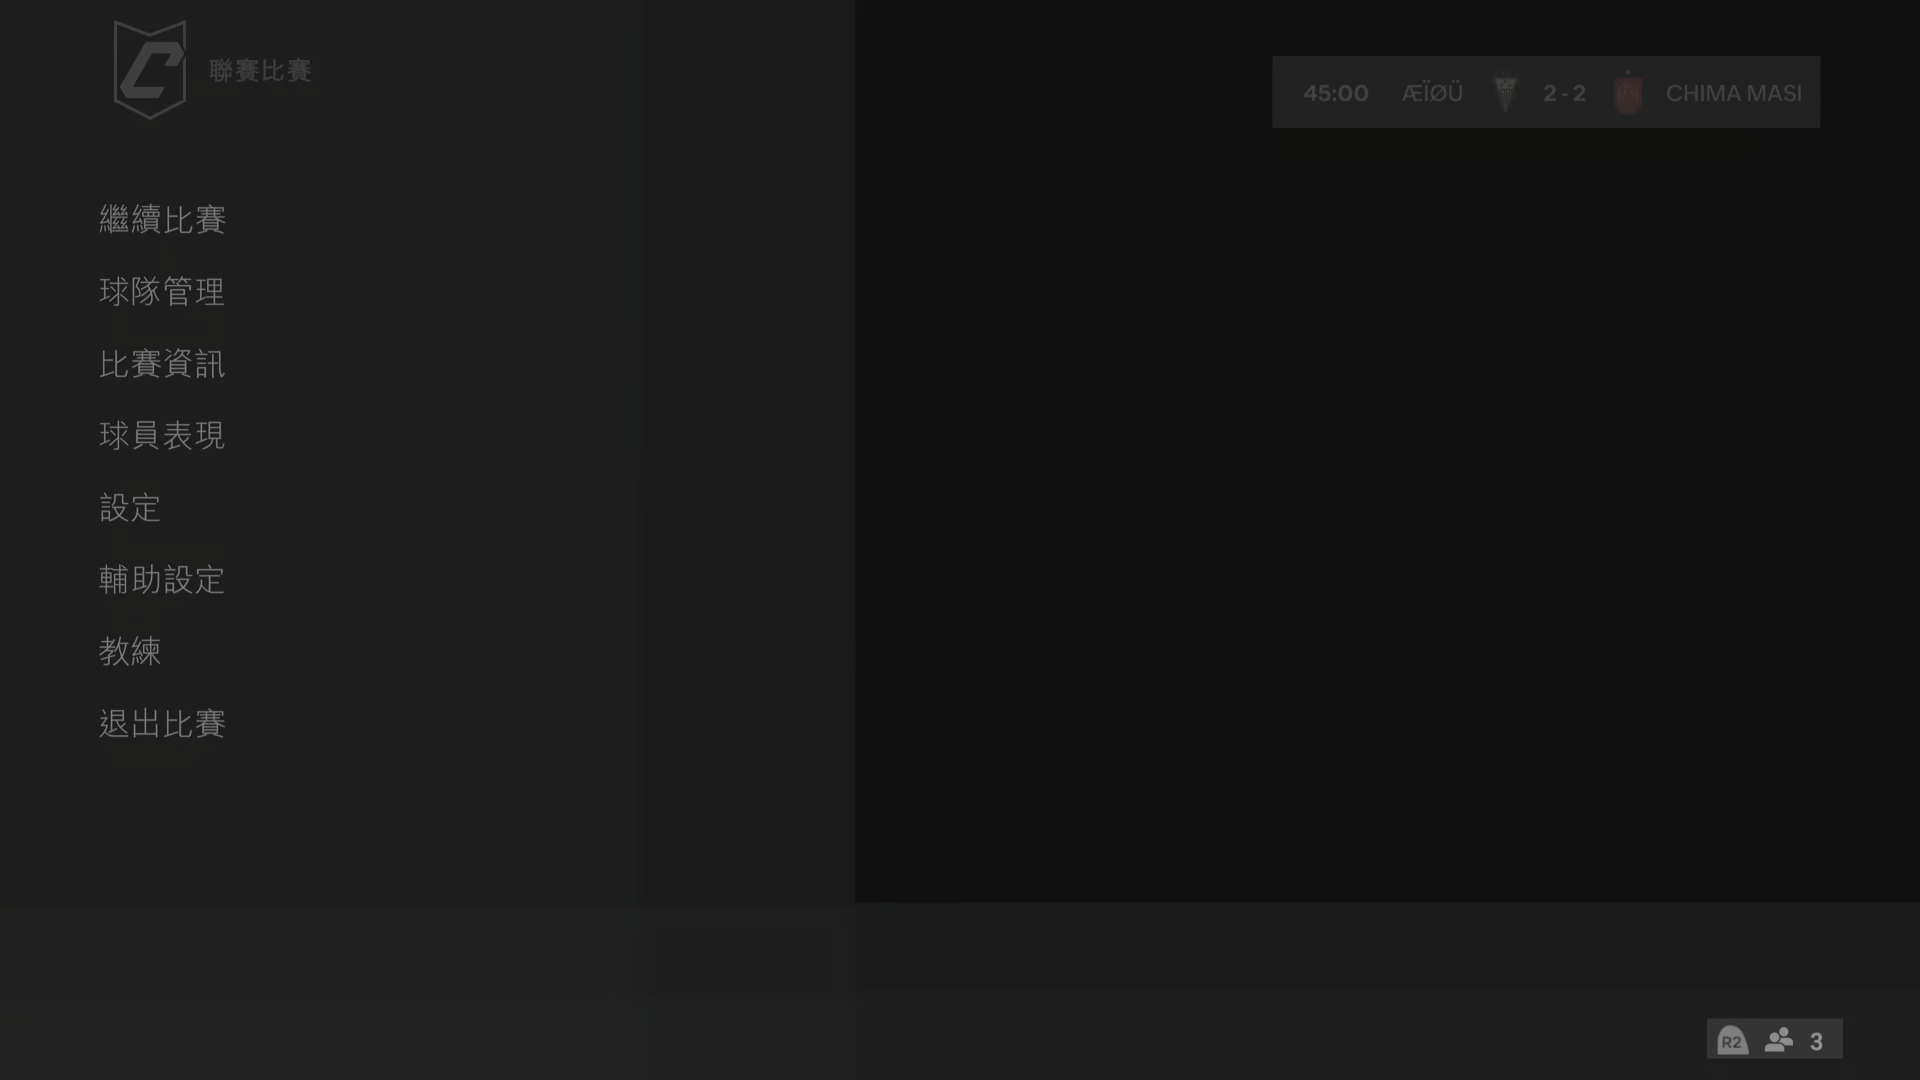 聯賽比賽
45:00 ÆÏØÜ 2 - 2 CHIMA MASI
繼續比賽
球隊管理
比賽資訊
球員表現
設定
輔助設定
教練
退出比賽
R2 3